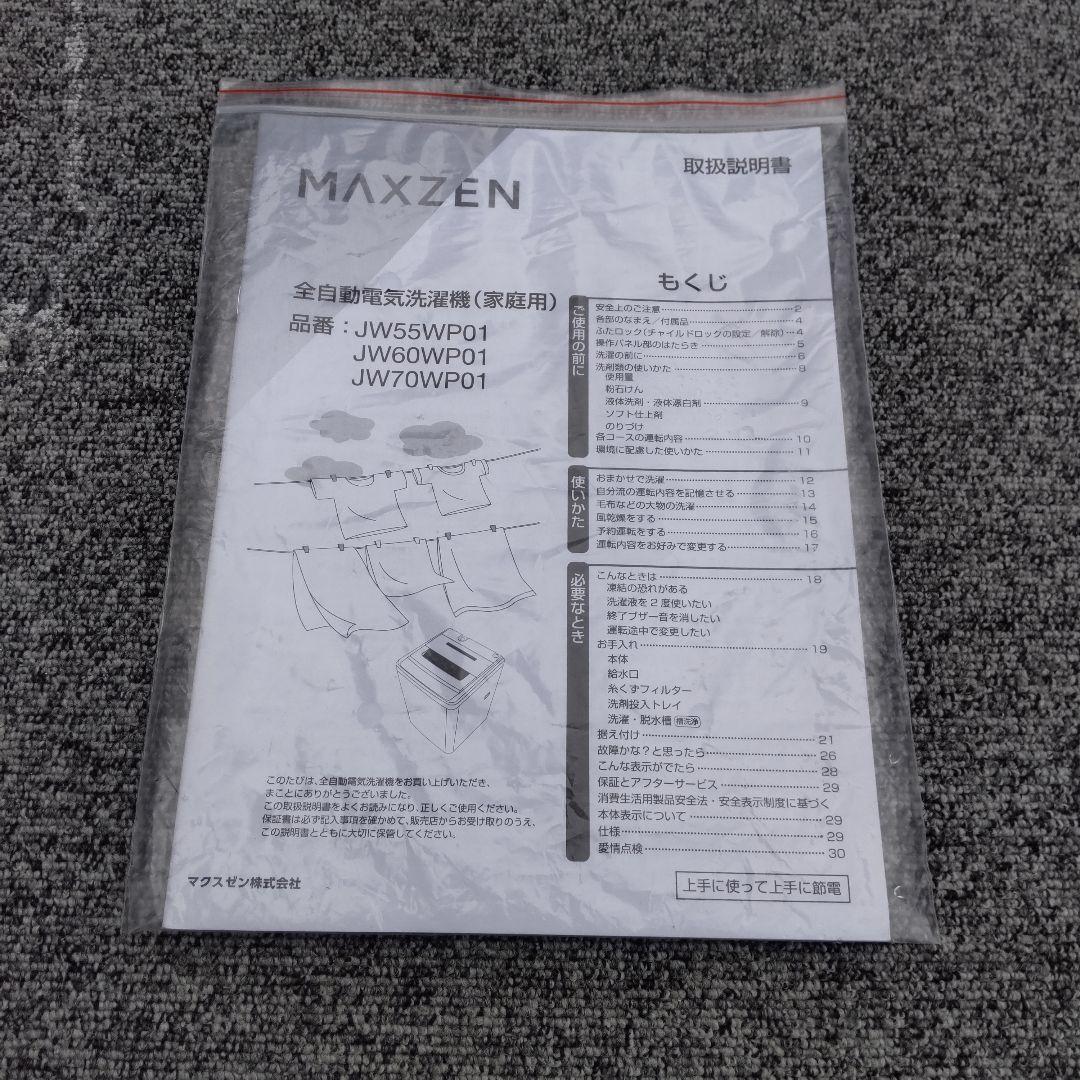 MAXZEN
取扱説明書
全自動電気洗濯機(家庭用)
品番：JW55WP01
JW60WP01
JW70WP01
このたびは、全自動電気洗濯機をお買い上げいただき、
まことにありがとうございました。
この取扱説明書をよくお読みになり、正しくご使用ください。
保証書は必ず記入事項を確かめて、販売店からお受け取りのうえ、
この説明書とともに大切に保管してください。
マクスゼン株式会社
もくじ
ご使用の前に
安全上のご注意 2
各部のなまえ／付属品 4
ふたロック(チャイルドロックの設定／解除) 4
操作パネル部のはたらき 5
洗濯の前に 6
洗剤類の使いかた 8
使用量
粉石けん
液体洗剤・液体漂白剤 9
ソフト仕上剤
のりづけ
各コースの運転内容 10
環境に配慮した使いかた 11
使いかた
おまかせで洗濯 12
自分流の運転内容を記憶させる 13
毛布などの大物の洗濯 14
風乾燥をする 15
予約運転をする 16
運転内容をお好みで変更する 17
必要なとき
こんなときは 18
凍結の恐れがある
洗濯液を2度使いたい
終了ブザー音を消したい
運転途中で変更したい
お手入れ 19
本体
給水口
糸くずフィルター
洗剤投入トレイ
洗濯・脱水槽 槽洗浄
据え付け 21
故障かな？と思ったら 26
こんな表示がでたら 28
保証とアフターサービス 29
消費生活用製品安全法・安全表示制度に基づく
本体表示について 29
仕様 29
愛情点検 30
上手に使って上手に節電